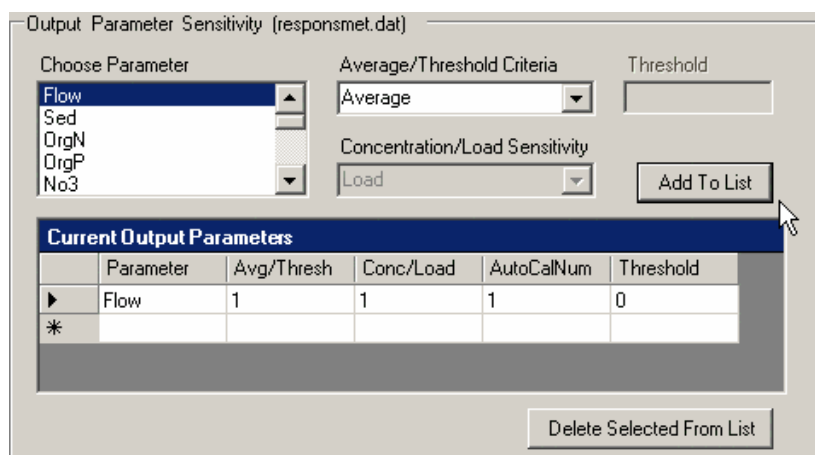 Output Parameter Sensitivity (responsmet.dat)
Choose Parameter
Flow
Sed
OrgN
OrgP
No3
Average/Threshold Criteria
Average
Threshold
Concentration/Load Sensitivity
Load
Add To List
Current Output Parameters
Parameter Avg/Thresh Conc/Load AutoCalNum Threshold
Flow 1 1 1 0
Delete Selected From List